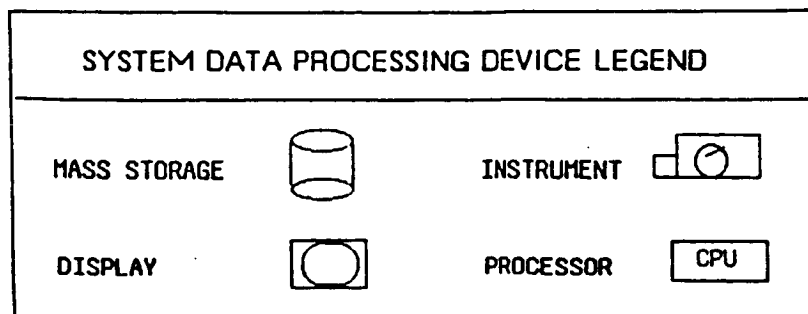 SYSTEM DATA PROCESSING DEVICE LEGEND
MASS STORAGE
INSTRUMENT
DISPLAY
PROCESSOR
CPU